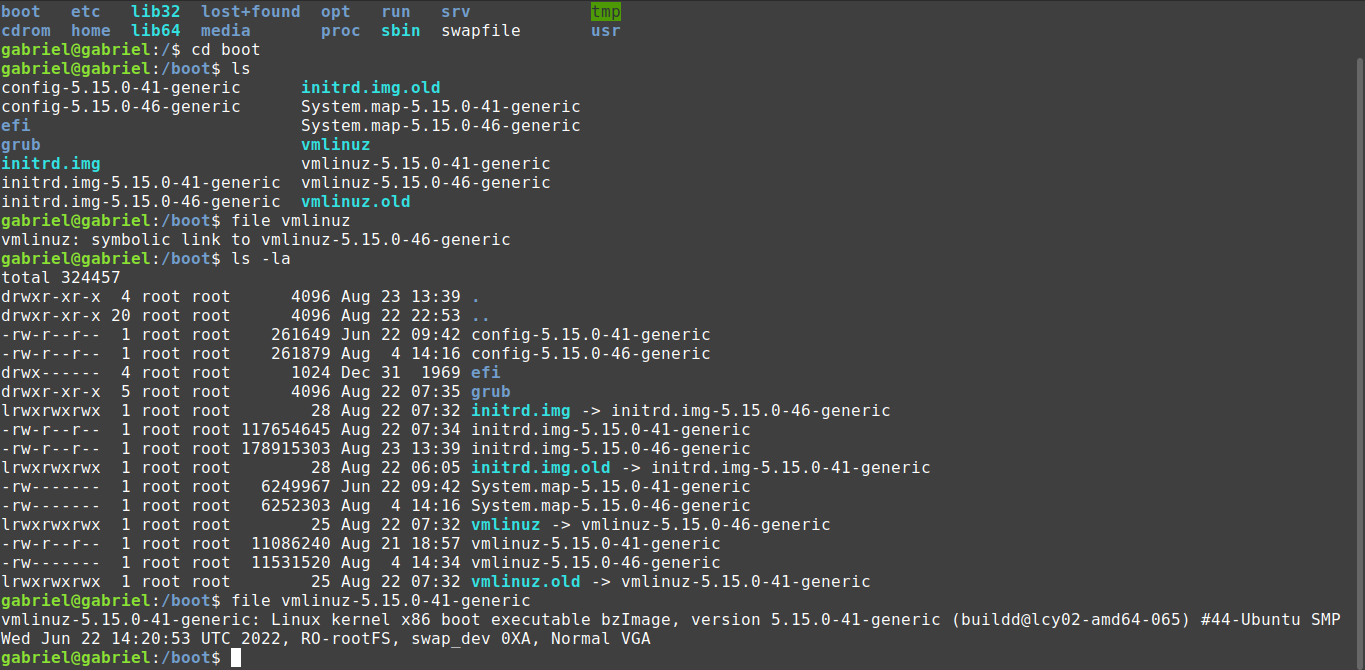 boot   etc   lib32  lost+found  opt   run   srv            tmp
cdrom  home  lib64  media       proc  sbin  swapfile       usr
gabriel@gabriel:/$ cd boot
gabriel@gabriel:/boot$ ls
config-5.15.0-41-generic      initrd.img.old
config-5.15.0-46-generic      System.map-5.15.0-41-generic
efi                           System.map-5.15.0-46-generic
grub                          vmlinuz
initrd.img                    vmlinuz-5.15.0-41-generic
initrd.img-5.15.0-41-generic  vmlinuz-5.15.0-46-generic
initrd.img-5.15.0-46-generic  vmlinuz.old
gabriel@gabriel:/boot$ file vmlinuz
vmlinuz: symbolic link to vmlinuz-5.15.0-46-generic
gabriel@gabriel:/boot$ ls -la
total 324457
drwxr-xr-x  4 root root      4096 Aug 23 13:39 .
drwxr-xr-x 20 root root      4096 Aug 22 22:53 ..
-rw-r--r--  1 root root    261649 Jun 22 09:42 config-5.15.0-41-generic
-rw-r--r--  1 root root    261879 Aug  4 14:16 config-5.15.0-46-generic
drwx------  4 root root      1024 Dec 31  1969 efi
drwxr-xr-x  5 root root      4096 Aug 22 07:35 grub
lrwxrwxrwx  1 root root        28 Aug 22 07:32 initrd.img -> initrd.img-5.15.0-46-generic
-rw-r--r--  1 root root 117654645 Aug 22 07:34 initrd.img-5.15.0-41-generic
-rw-r--r--  1 root root 178915303 Aug 23 13:39 initrd.img-5.15.0-46-generic
lrwxrwxrwx  1 root root        28 Aug 22 06:05 initrd.img.old -> initrd.img-5.15.0-41-generic
-rw-------  1 root root   6249967 Jun 22 09:42 System.map-5.15.0-41-generic
-rw-------  1 root root   6252303 Aug  4 14:16 System.map-5.15.0-46-generic
lrwxrwxrwx  1 root root        25 Aug 22 07:32 vmlinuz -> vmlinuz-5.15.0-46-generic
-rw-r--r--  1 root root  11086240 Aug 21 18:57 vmlinuz-5.15.0-41-generic
-rw-------  1 root root  11531520 Aug  4 14:34 vmlinuz-5.15.0-46-generic
lrwxrwxrwx  1 root root        25 Aug 22 07:32 vmlinuz.old -> vmlinuz-5.15.0-41-generic
gabriel@gabriel:/boot$ file vmlinuz-5.15.0-41-generic
vmlinuz-5.15.0-41-generic: Linux kernel x86 boot executable bzImage, version 5.15.0-41-generic (buildd@lcy02-amd64-065) #44-Ubuntu SMP
Wed Jun 22 14:20:53 UTC 2022, RO-rootFS, swap_dev 0XA, Normal VGA
gabriel@gabriel:/boot$